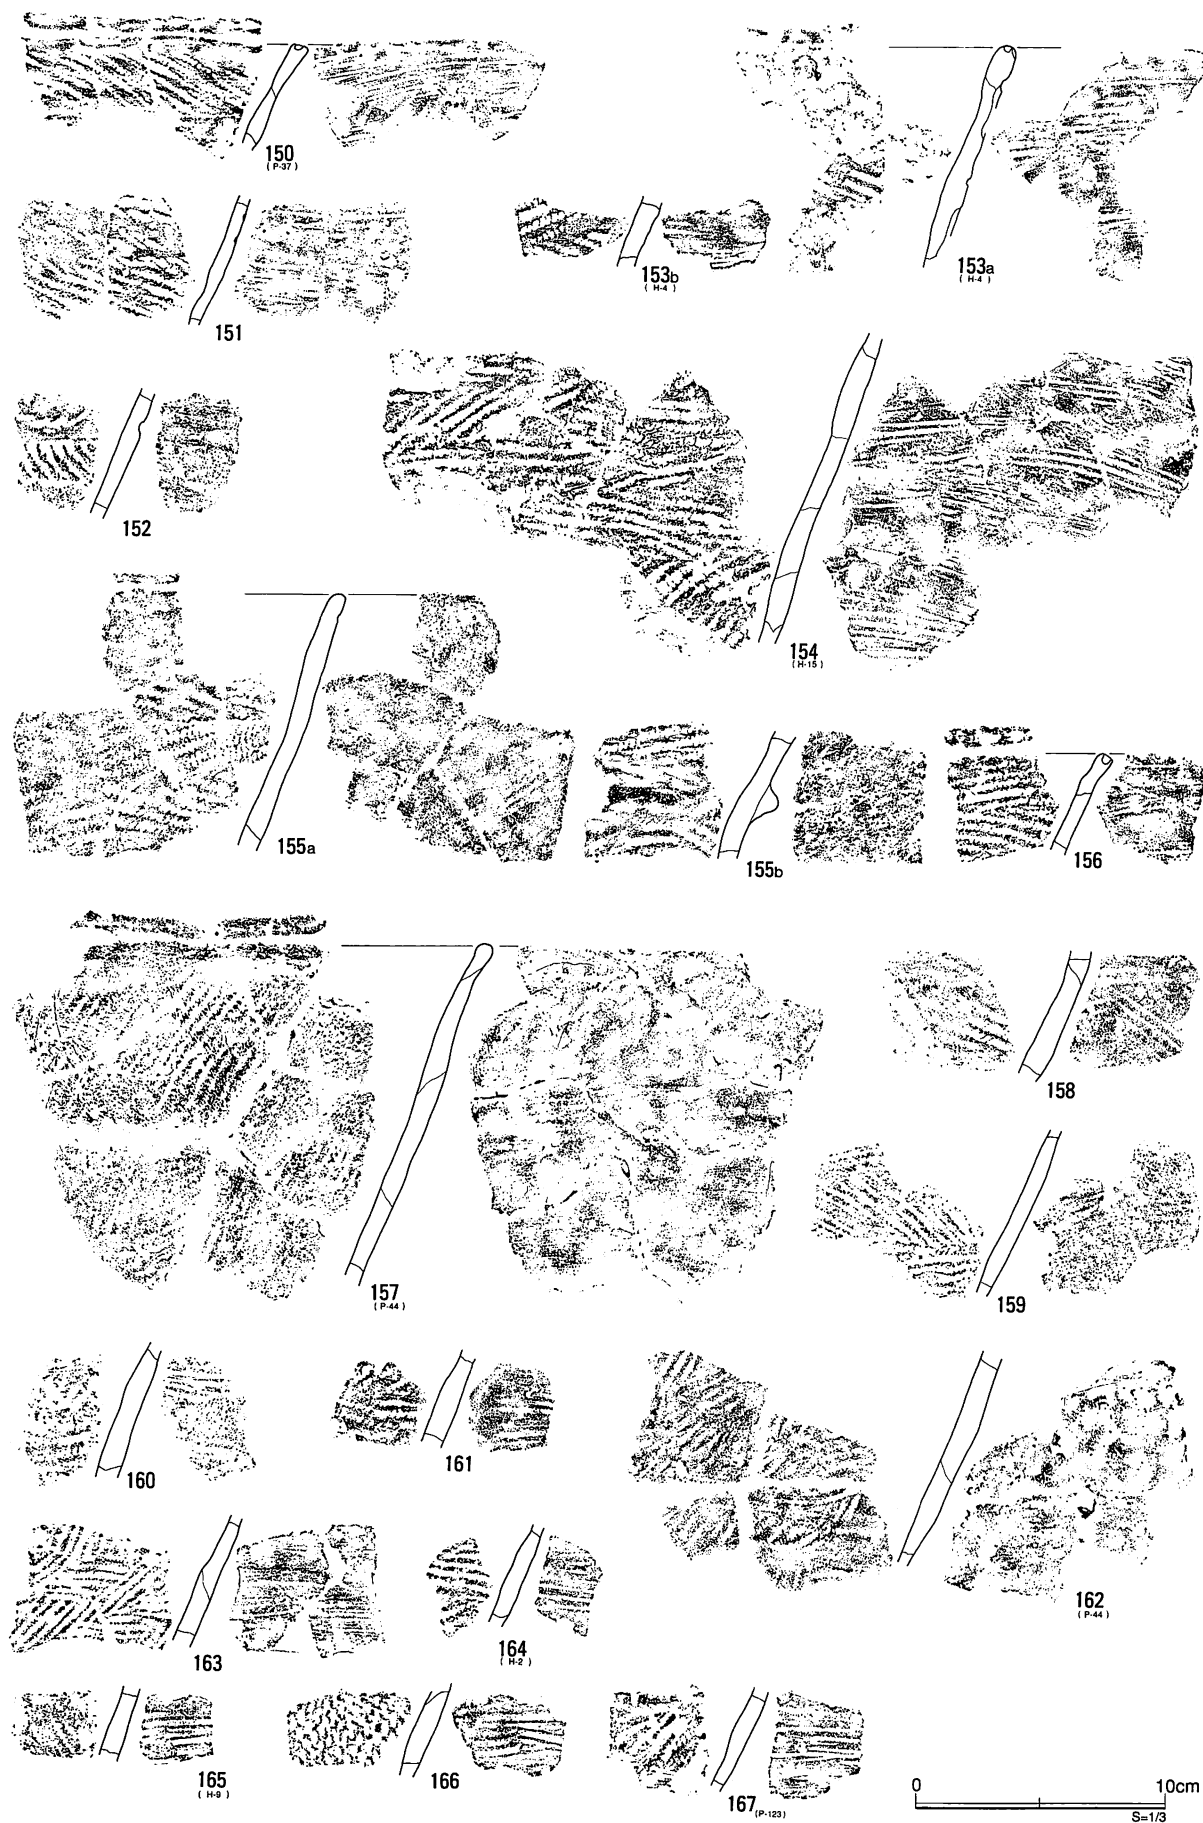 150
(P-37)
153b
(H-4)
153a
(H-4)
151
152
154
(H-15)
155a
155b
156
157
(P-44)
158
159
160
161
162
(P-44)
163
164
(H-2)
165
(H-9)
166
167 (P-123)
0 10cm
S=1/3